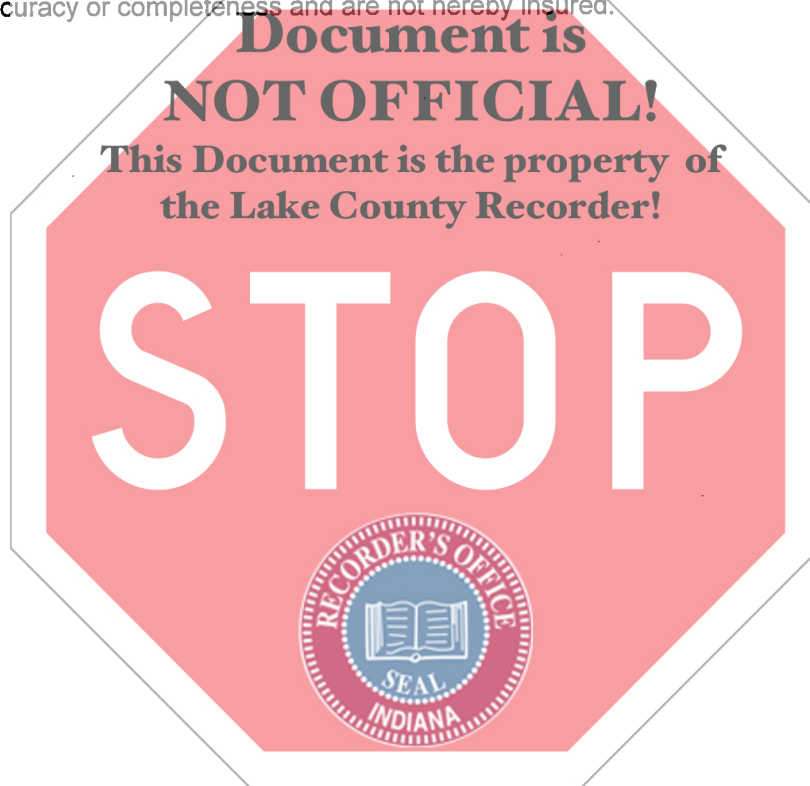 curacy or completeness and are not hereby insured.
Document is
NOT OFFICIAL!
This Document is the property of
the Lake County Recorder!
STOP
RECORDER'S OFFICE
SEAL
INDIANA